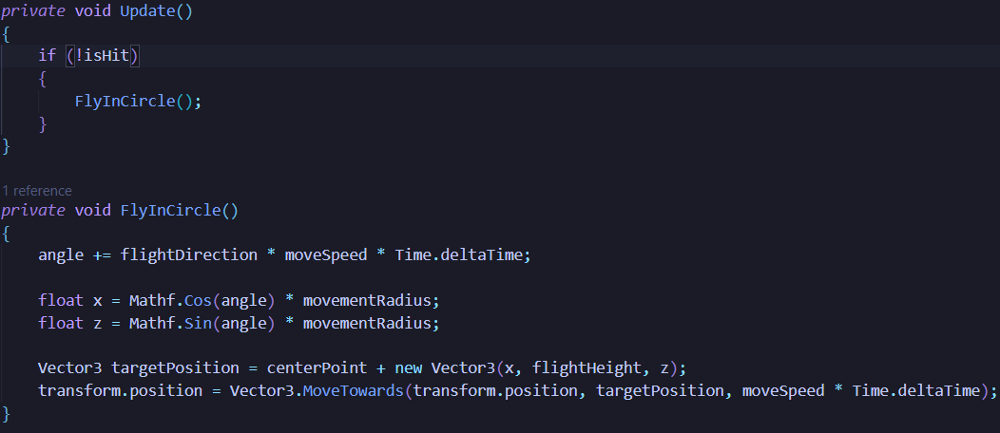 private void Update()
{
    if (!isHit)
    {
        FlyInCircle();
    }
}
1 reference
private void FlyInCircle()
{
    angle += flightDirection * moveSpeed * Time.deltaTime;
    float x = Mathf.Cos(angle) * movementRadius;
    float z = Mathf.Sin(angle) * movementRadius;
    Vector3 targetPosition = centerPoint + new Vector3(x, flightHeight, z);
    transform.position = Vector3.MoveTowards(transform.position, targetPosition, moveSpeed * Time.deltaTime);
}